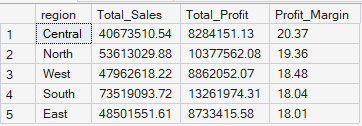 region Total_Sales Total_Profit Profit_Margin
1 Central 40673510.54 8284151.13 20.37
2 North 53613029.88 10377562.08 19.36
3 West 47962618.22 8862052.07 18.48
4 South 73519093.72 13261974.31 18.04
5 East 48501551.61 8733415.58 18.01